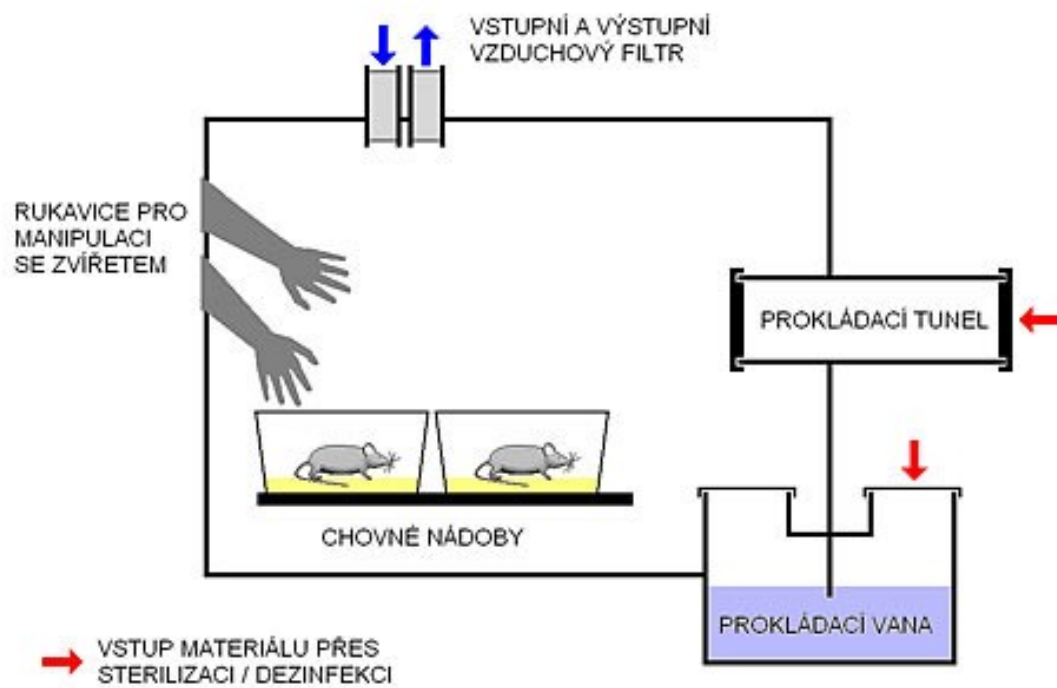 VSTUPNÍ A VÝSTUPNÍ
VZDUCHOVÝ FILTR
RUKAVICE PRO
MANIPULACI
SE ZVÍŘETEM
PROKLÁDACÍ TUNEL
CHOVNÉ NÁDOBY
PROKLÁDACÍ VANA
VSTUP MATERIÁLU PŘES
STERILIZACI / DEZINFEKCI